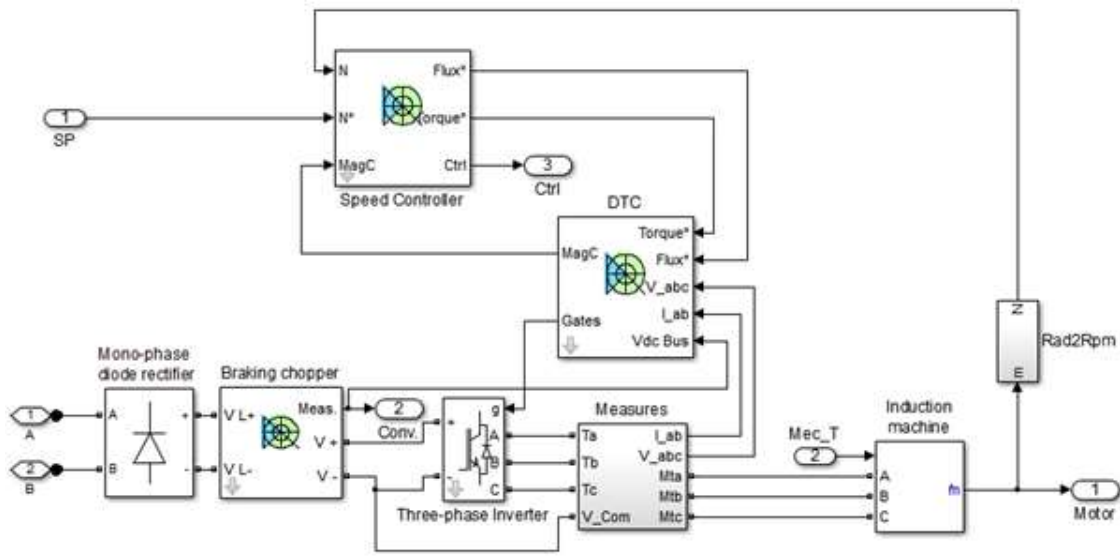 N
Flux*
1
N*
Torque*
SP
MagC
Ctrl
3
Ctrl
Speed Controller
DTC
Torque*
MagC
Flux*
V_abc
I_ab
Gates
Vdc Bus
N
m
Rad2Rpm
Mono-phase
diode rectifier
Braking chopper
Measures
Induction
machine
1
A
A
+
V L+
Meas.
2
Conv.
V +
+
g
A
Ta
I_ab
Mec_T
2
2
B
B
-
V L-
V -
-
B
Tb
V_abc
Mta
A
C
Tc
Mtb
B
m
1
Motor
Three-phase Inverter
V_Com
Mtc
C